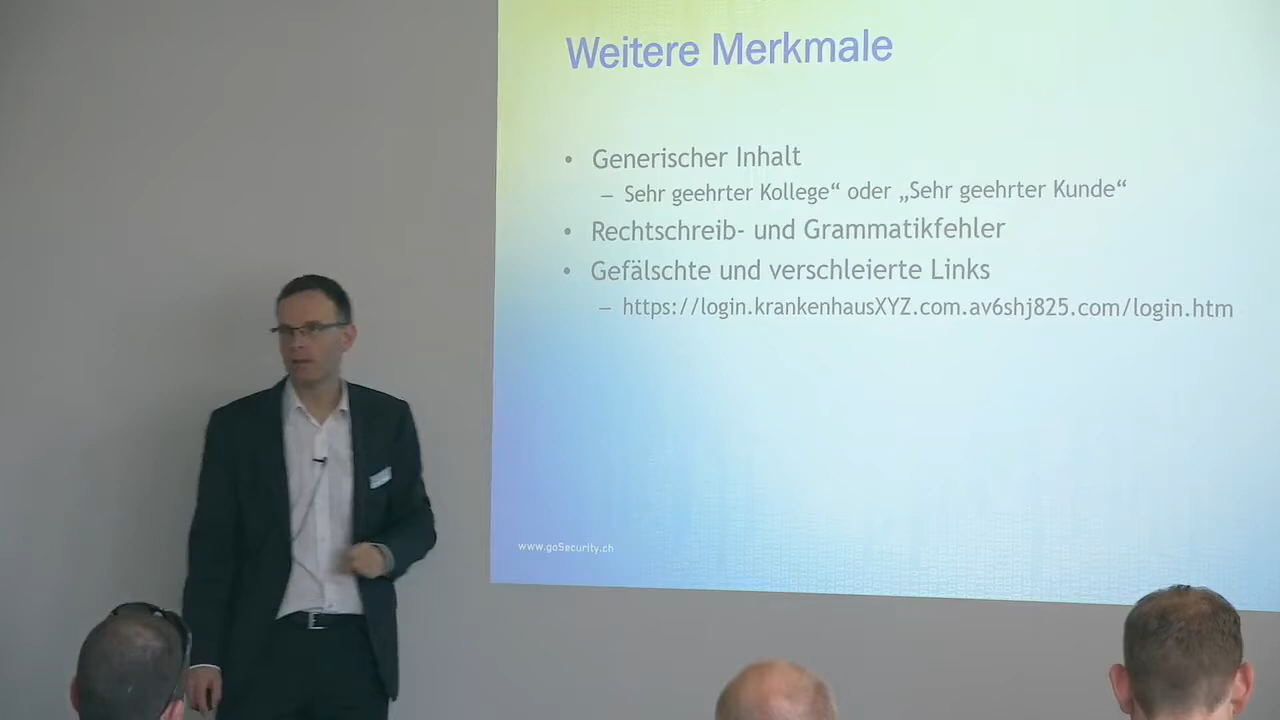 Weitere Merkmale
• Generischer Inhalt
– Sehr geehrter Kollege“ oder „Sehr geehrter Kunde“
• Rechtschreib- und Grammatikfehler
• Gefälschte und verschleierte Links
– https://login.krankenhausXYZ.com.av6shj825.com/login.htm
www.goSecurity.ch